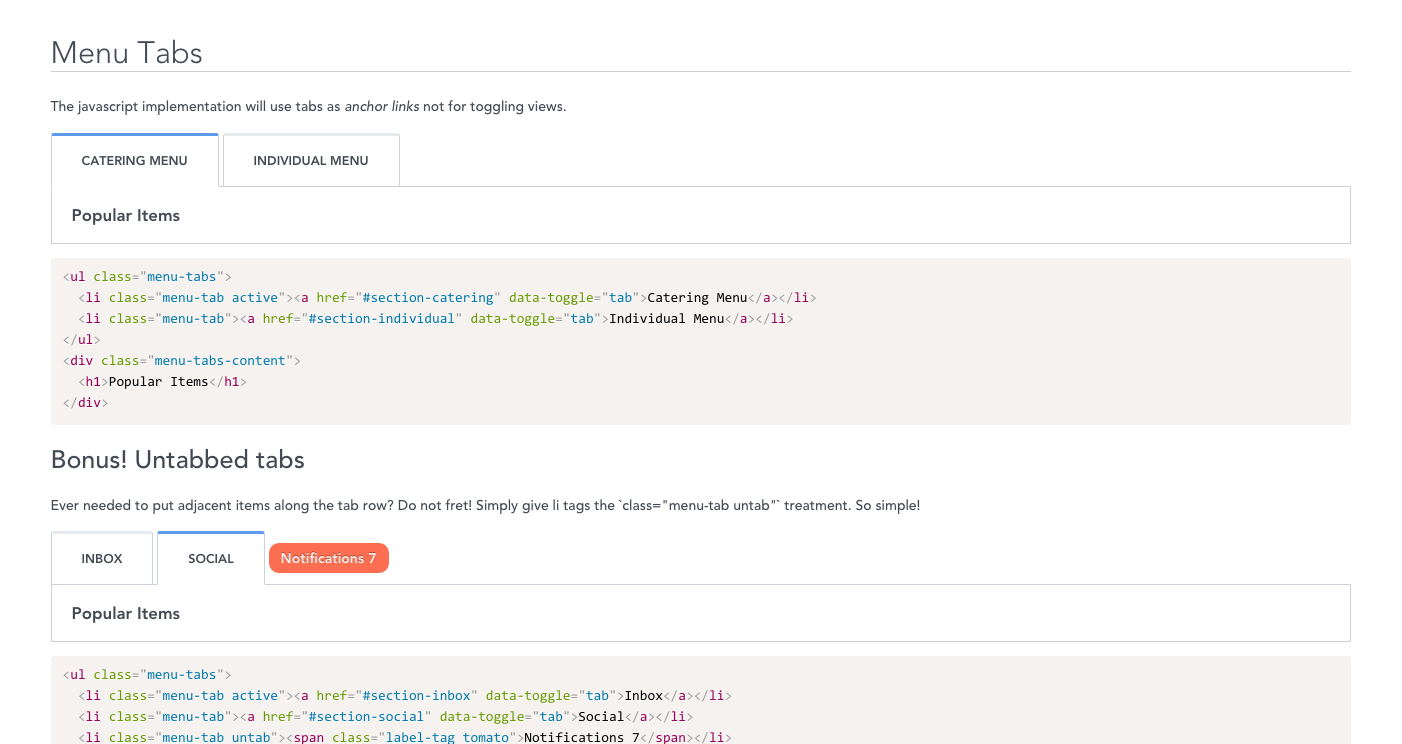 Menu Tabs
The javascript implementation will use tabs as anchor links not for toggling views.
CATERING MENU INDIVIDUAL MENU
Popular Items
<ul class="menu-tabs">
  <li class="menu-tab active"><a href="#section-catering" data-toggle="tab">Catering Menu</a></li>
  <li class="menu-tab"><a href="#section-individual" data-toggle="tab">Individual Menu</a></li>
</ul>
<div class="menu-tabs-content">
  <h1>Popular Items</h1>
</div>
Bonus! Untabbed tabs
Ever needed to put adjacent items along the tab row? Do not fret! Simply give li tags the `class="menu-tab untab"` treatment. So simple!
INBOX SOCIAL Notifications 7
Popular Items
<ul class="menu-tabs">
  <li class="menu-tab active"><a href="#section-inbox" data-toggle="tab">Inbox</a></li>
  <li class="menu-tab"><a href="#section-social" data-toggle="tab">Social</a></li>
  <li class="menu-tab untab"><span class="label-tag tomato">Notifications 7</span></li>